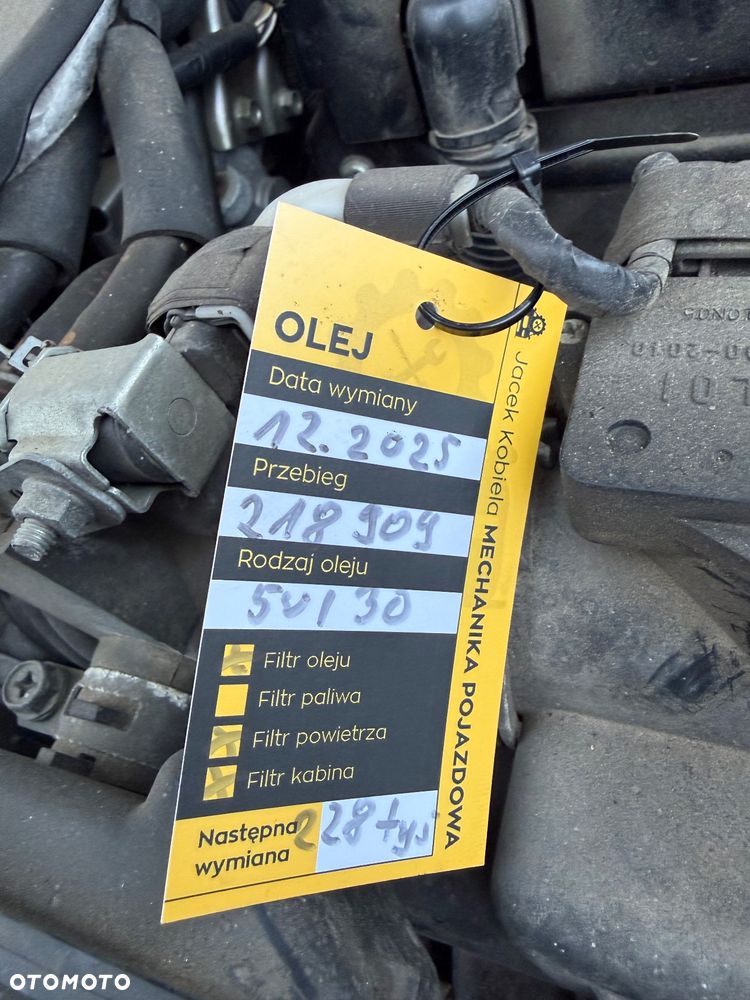 OLEJ
Data wymiany
12.2025
Przebieg
218 909
Rodzaj oleju
5W/30
Filtr oleju
Filtr paliwa
Filtr powietrza
Filtr kabina
Następna
wymiana
228 tyś
Jacek Kobiela MECHANIKA POJAZDOWA
OTOMOTO